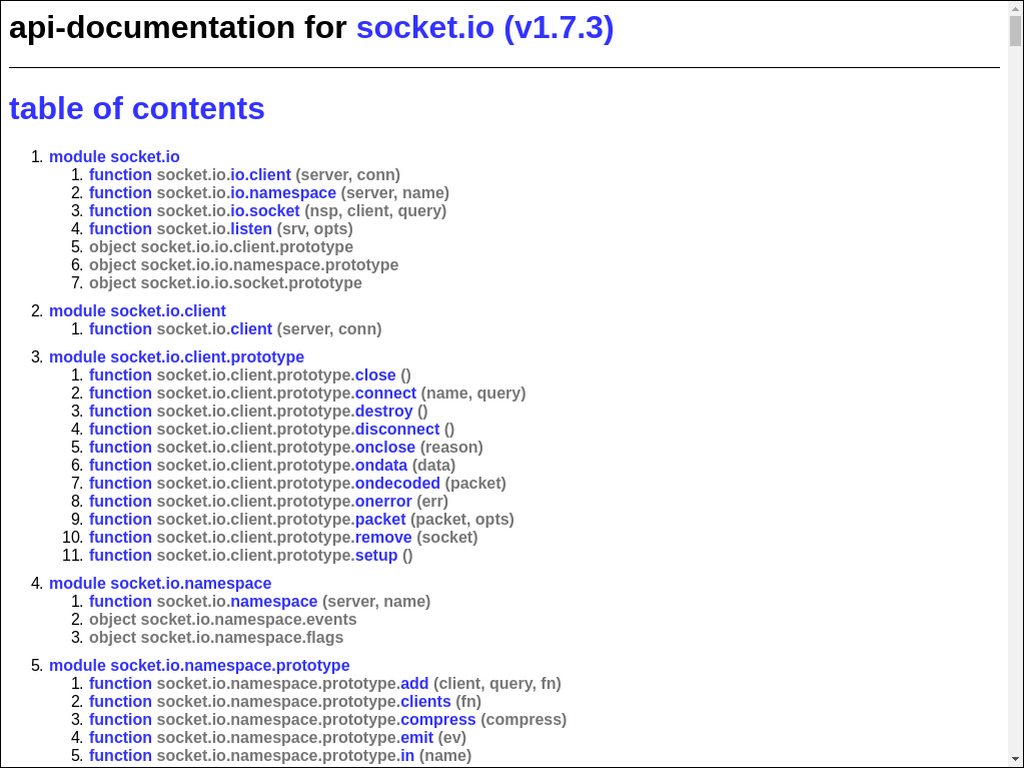 api-documentation for socket.io (v1.7.3)
table of contents
1. module socket.io
1. function socket.io.io.client (server, conn)
2. function socket.io.io.namespace (server, name)
3. function socket.io.io.socket (nsp, client, query)
4. function socket.io.listen (srv, opts)
5. object socket.io.io.client.prototype
6. object socket.io.io.namespace.prototype
7. object socket.io.io.socket.prototype
2. module socket.io.client
1. function socket.io.client (server, conn)
3. module socket.io.client.prototype
1. function socket.io.client.prototype.close ()
2. function socket.io.client.prototype.connect (name, query)
3. function socket.io.client.prototype.destroy ()
4. function socket.io.client.prototype.disconnect ()
5. function socket.io.client.prototype.onclose (reason)
6. function socket.io.client.prototype.ondata (data)
7. function socket.io.client.prototype.ondecoded (packet)
8. function socket.io.client.prototype.onerror (err)
9. function socket.io.client.prototype.packet (packet, opts)
10. function socket.io.client.prototype.remove (socket)
11. function socket.io.client.prototype.setup ()
4. module socket.io.namespace
1. function socket.io.namespace (server, name)
2. object socket.io.namespace.events
3. object socket.io.namespace.flags
5. module socket.io.namespace.prototype
1. function socket.io.namespace.prototype.add (client, query, fn)
2. function socket.io.namespace.prototype.clients (fn)
3. function socket.io.namespace.prototype.compress (compress)
4. function socket.io.namespace.prototype.emit (ev)
5. function socket.io.namespace.prototype.in (name)